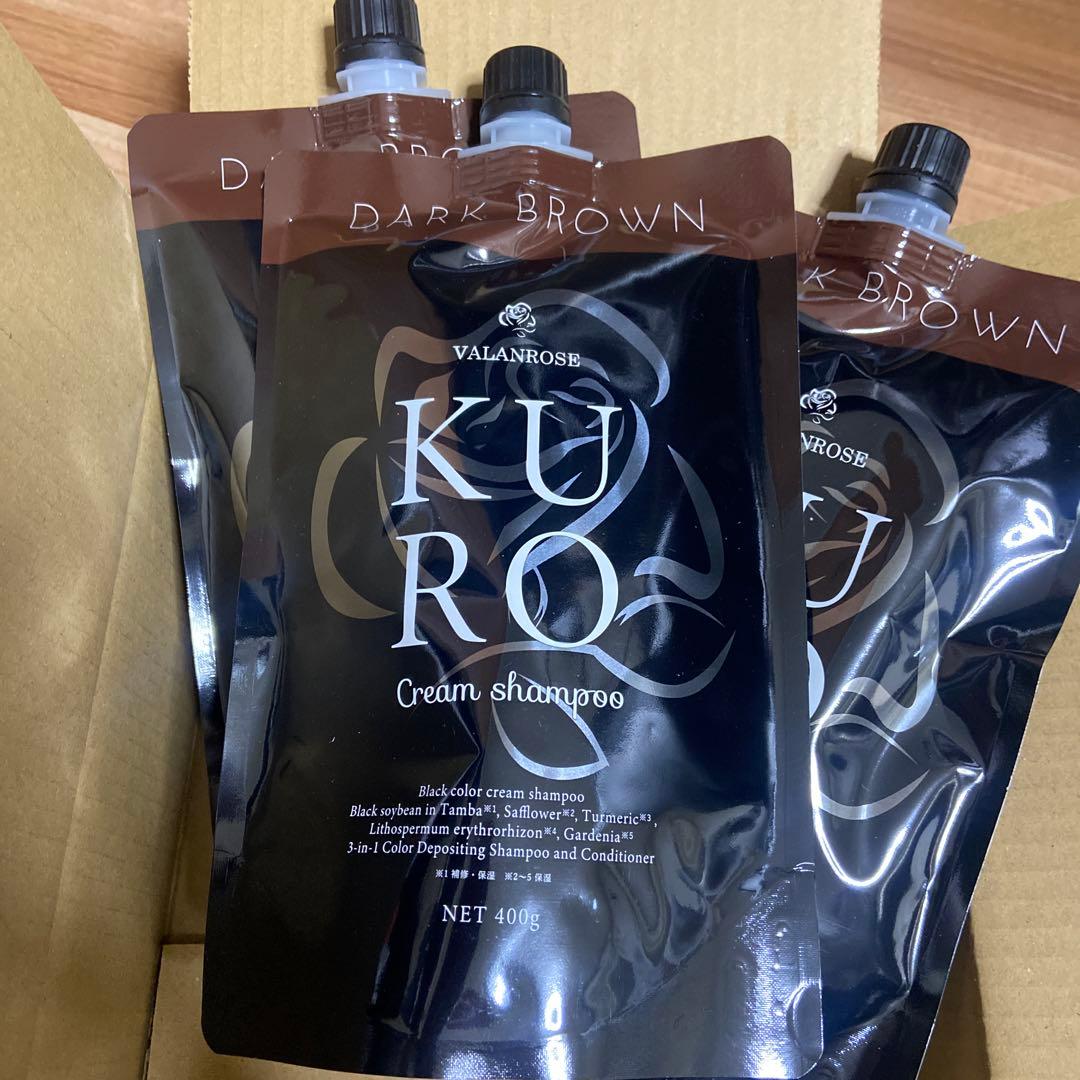 DARK BROWN
VALANROSE
KU
RO
Cream shampoo
Black color cream shampoo
Black soybean in Tamba※1, Safflower※2, Turmeric※3,
Lithospermum erythrorhizon※4, Gardenia※5
3-in-1 Color Depositing Shampoo and Conditioner
※1 補修・保湿 ※2~5 保湿
NET 400g
D
BRO
K BROWN
NROSE
U